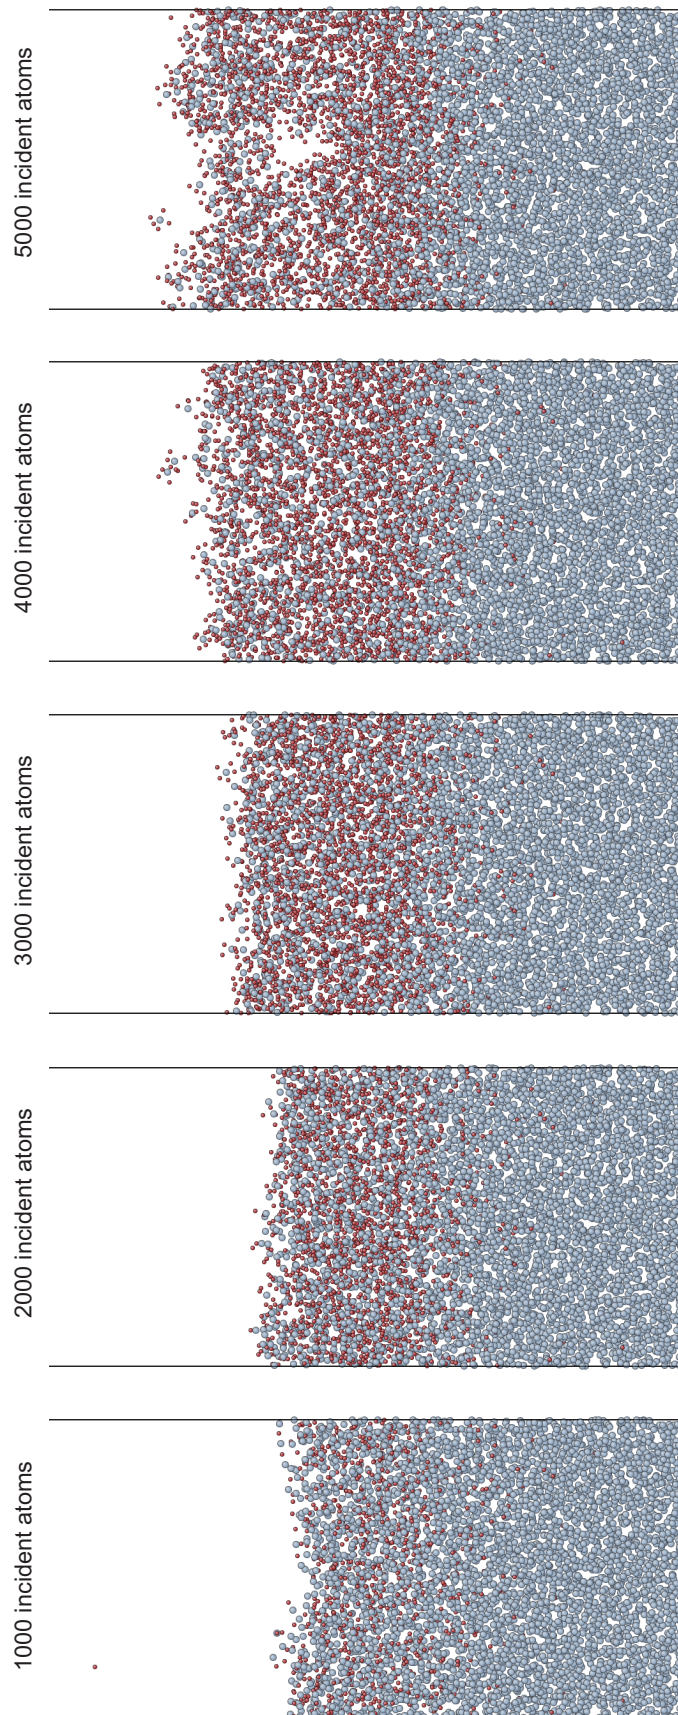 1000 incident atoms
2000 incident atoms
3000 incident atoms
4000 incident atoms
5000 incident atoms